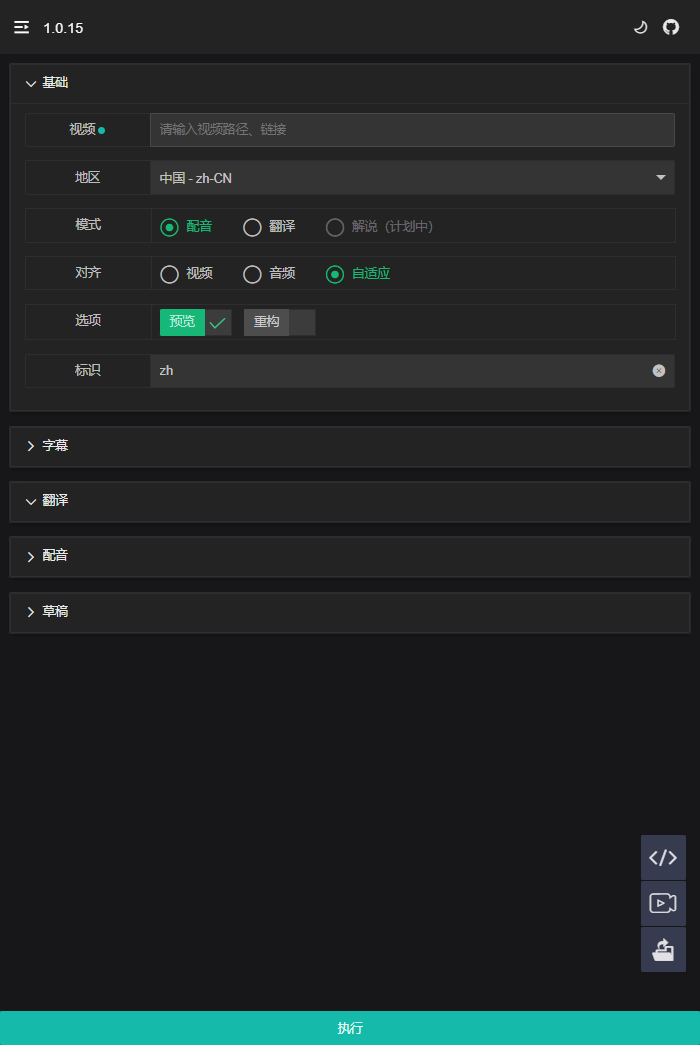 1.0.15
基础
视频
请输入视频路径、链接
地区
中国 - zh-CN
模式
配音 翻译 解说（计划中）
对齐
视频 音频 自适应
选项
预览 重构
标识
zh
字幕
翻译
配音
草稿
执行